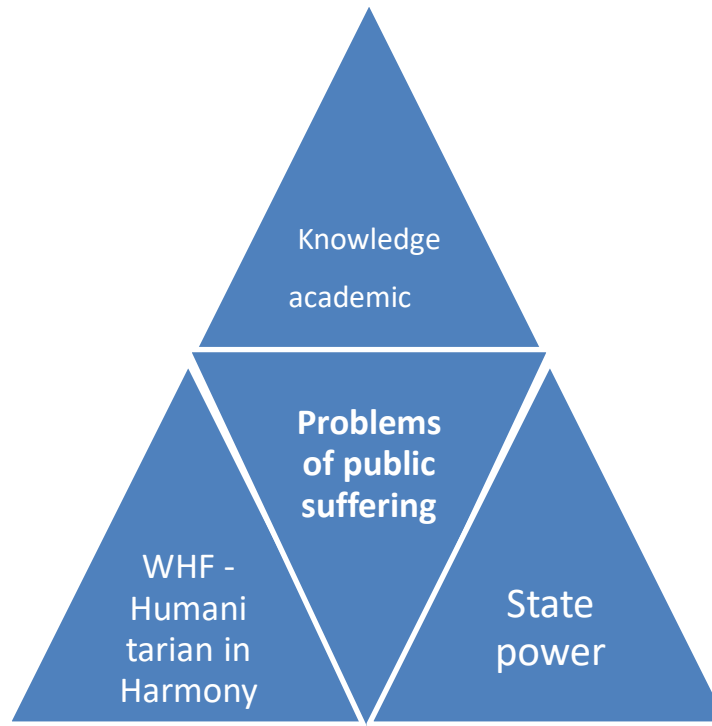 Knowledge
academic
Problems
of public
suffering
WHF -
Humani
tarian in
Harmony
State
power